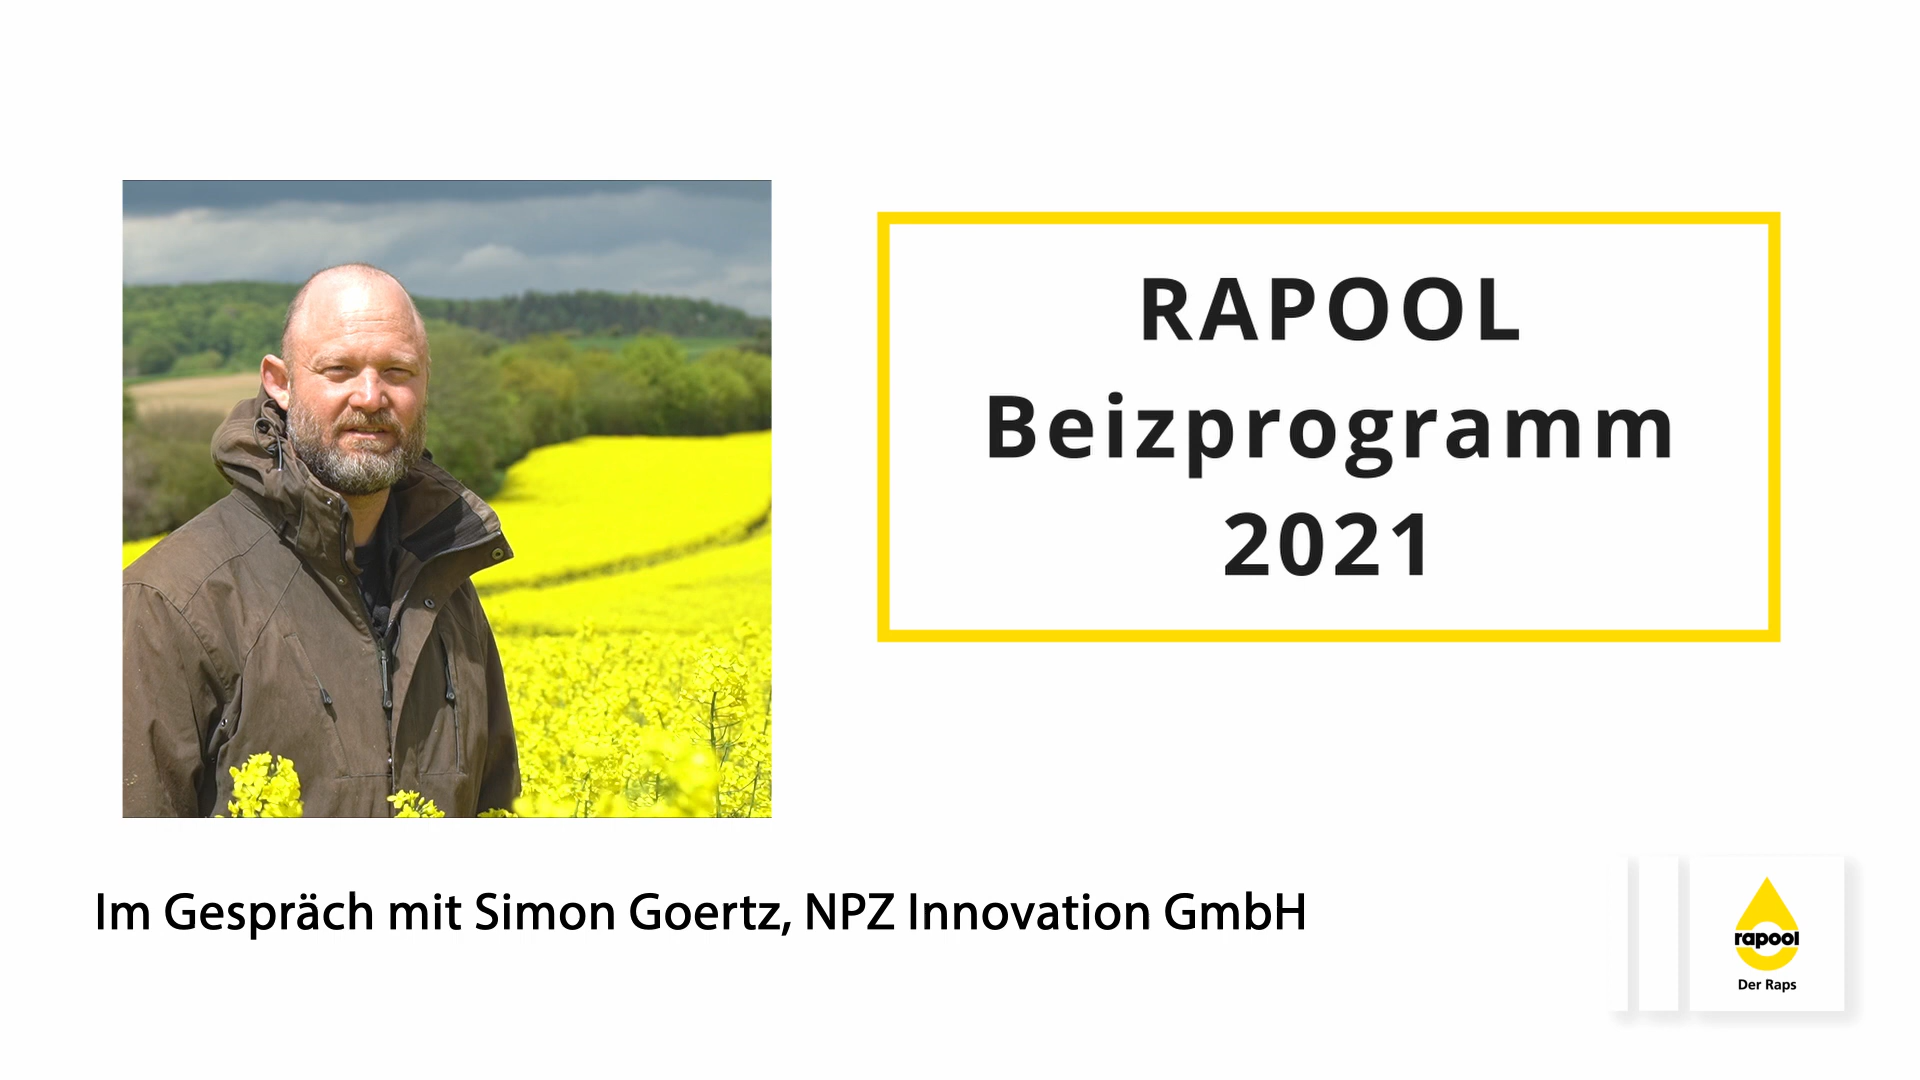 RAPOOL
Beizprogramm
2021
Im Gespräch mit Simon Goertz, NPZ Innovation GmbH
rapool
Der Raps